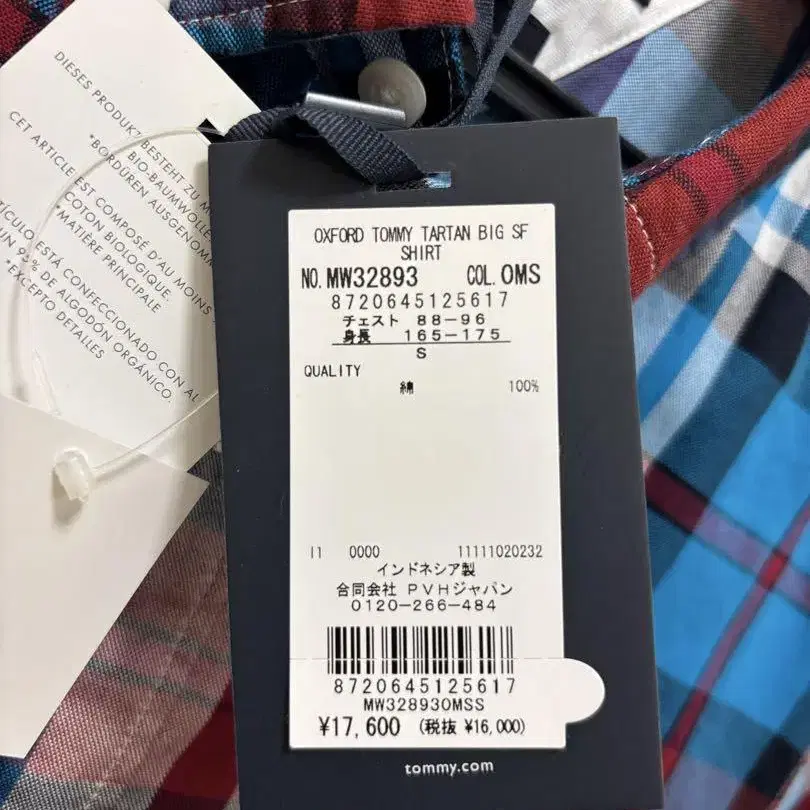 DIESES PRODUKT BESTEHT ZU
*BORDÜREN AUSGENOMM
BIO-BAUMWOLLE
CET ARTICLE EST COMPOSÉ D'AU MOINS
COTON BIOLOGIQUE.
*MATIÈRE PRINCIPALE
ESTÁ CONFECCIONADO CON AL
DE ALGODÓN ORGÁNICO.
*EXCEPTO DETALLES
OXFORD TOMMY TARTAN BIG SF
SHIRT
NO. MW32893 COL. OMS
8720645125617
チェスト 88-96
身長 165-175
S
QUALITY
綿 100%
I1 0000 11111020232
インドネシア製
合同会社 PVHジャパン
0120-266-484
8720645125617
MW328930MSS
¥17,600 (税抜 ¥16,000)
tommy.com